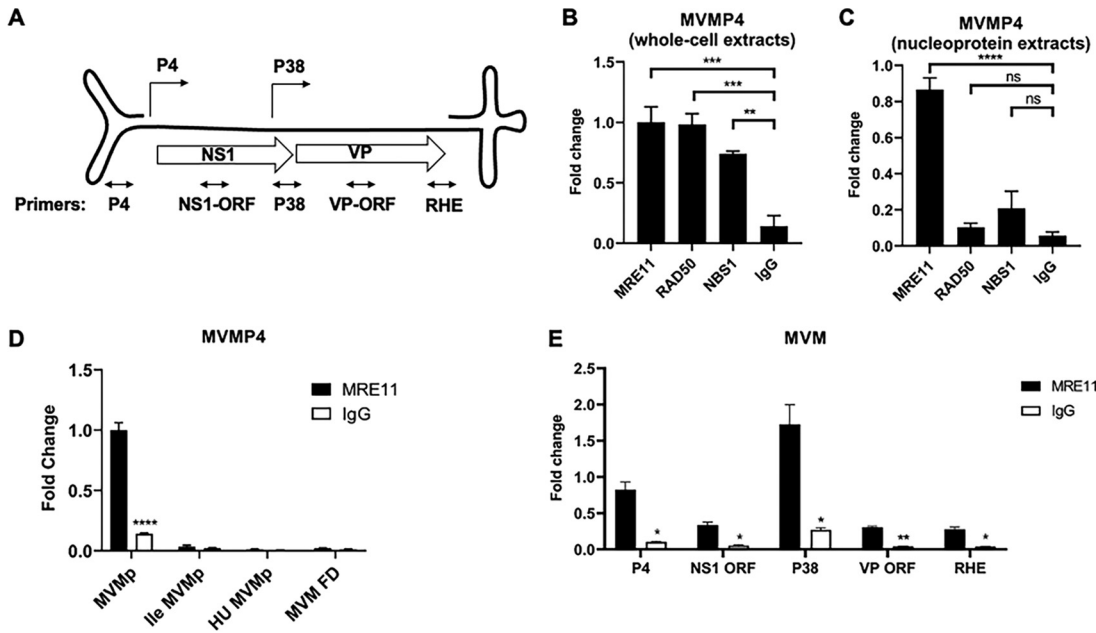 A
P4
P38
NS1
VP
Primers: P4 NS1-ORF P38 VP-ORF RHE
B
MVMP4
(whole-cell extracts)
***
***
**
Fold change
1.5
1.0
0.5
0.0
MRE11
RAD50
NBS1
IgG
C
MVMP4
(nucleoprotein extracts)
****
ns
ns
Fold change
1.0
0.8
0.6
0.4
0.2
0.0
MRE11
RAD50
NBS1
IgG
D
MVMP4
MRE11
IgG
Fold Change
1.5
1.0
0.5
0.0
****
MVMp
Ile MVMp
HU MVMp
MVM FD
E
MVM
MRE11
IgG
Fold Change
2.5
2.0
1.5
1.0
0.5
0.0
*
*
*
**
*
P4 NS1 ORF P38 VP ORF RHE